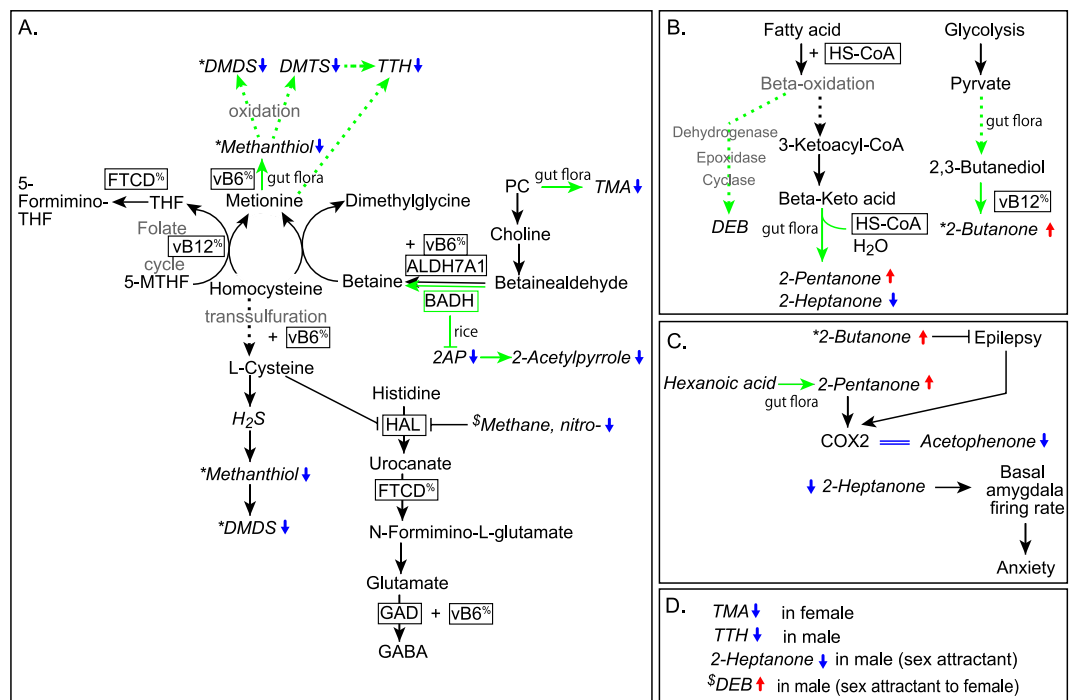 A.
*DMDS DMTS TTH
oxidation
*Methanthiol
vB6% gut flora
FTCD%
5-
Formimino-
THF
THF
Metionine
Dimethylglycine
PC gut flora TMA
Folate
vB12%
cycle
5-MTHF
Homocysteine
Betaine
+ vB6%
ALDH7A1
BADH
Choline
Betainealdehyde
rice
2AP 2-Acetylpyrrole
transsulfuration
+ vB6%
L-Cysteine
H2S
*Methanthiol
*DMDS
Histidine
HAL
$Methane, nitro-
Urocanate
FTCD%
N-Formimino-L-glutamate
Glutamate
GAD + vB6%
GABA
B.
Fatty acid
+ HS-CoA
Beta-oxidation
Dehydrogenase
Epoxidase
Cyclase
DEB
3-Ketoacyl-CoA
Beta-Keto acid
gut flora
HS-CoA
H2O
2-Pentanone
2-Heptanone
Glycolysis
Pyrvate
gut flora
2,3-Butanediol
vB12%
*2-Butanone
C.
*2-Butanone Epilepsy
Hexanoic acid 2-Pentanone
gut flora
COX2 Acetophenone
2-Heptanone
Basal
amygdala
firing rate
Anxiety
D.
TMA in female
TTH in male
2-Heptanone in male (sex attractant)
$DEB in male (sex attractant to female)